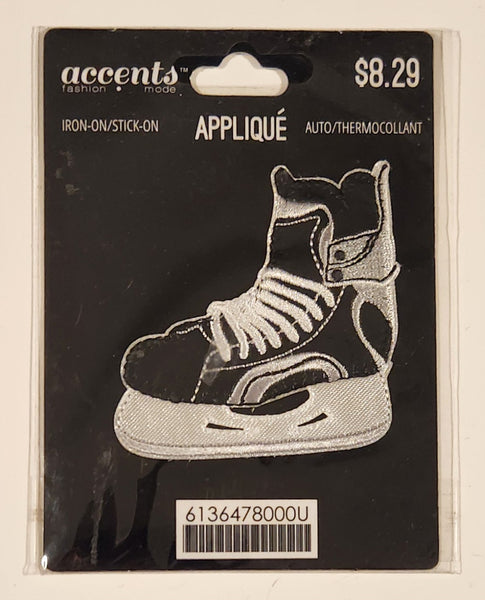 accents™
fashion • mode
$8.29
IRON-ON/STICK-ON APPLIQUÉ AUTO/THERMOCOLLANT
6136478000U